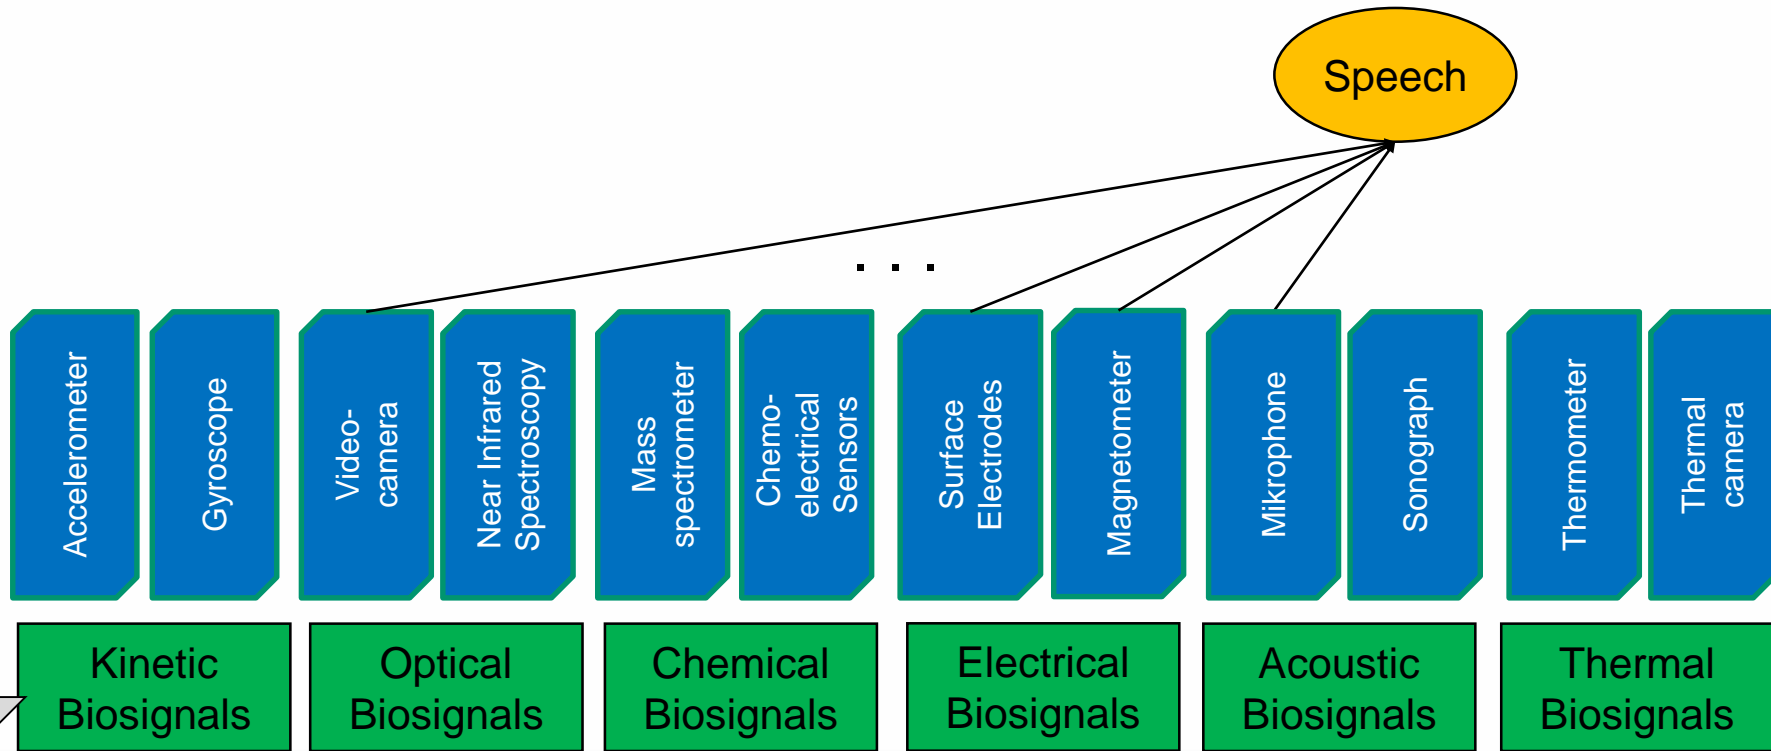 Speech
. . .
Accelerometer
Gyroscope
Video-
camera
Near Infrared
Spectroscopy
Mass
spectrometer
Chemo-
electrical
Sensors
Surface
Electrodes
Magnetometer
Mikrophone
Sonograph
Thermometer
Thermal
camera
Kinetic
Biosignals
Optical
Biosignals
Chemical
Biosignals
Electrical
Biosignals
Acoustic
Biosignals
Thermal
Biosignals